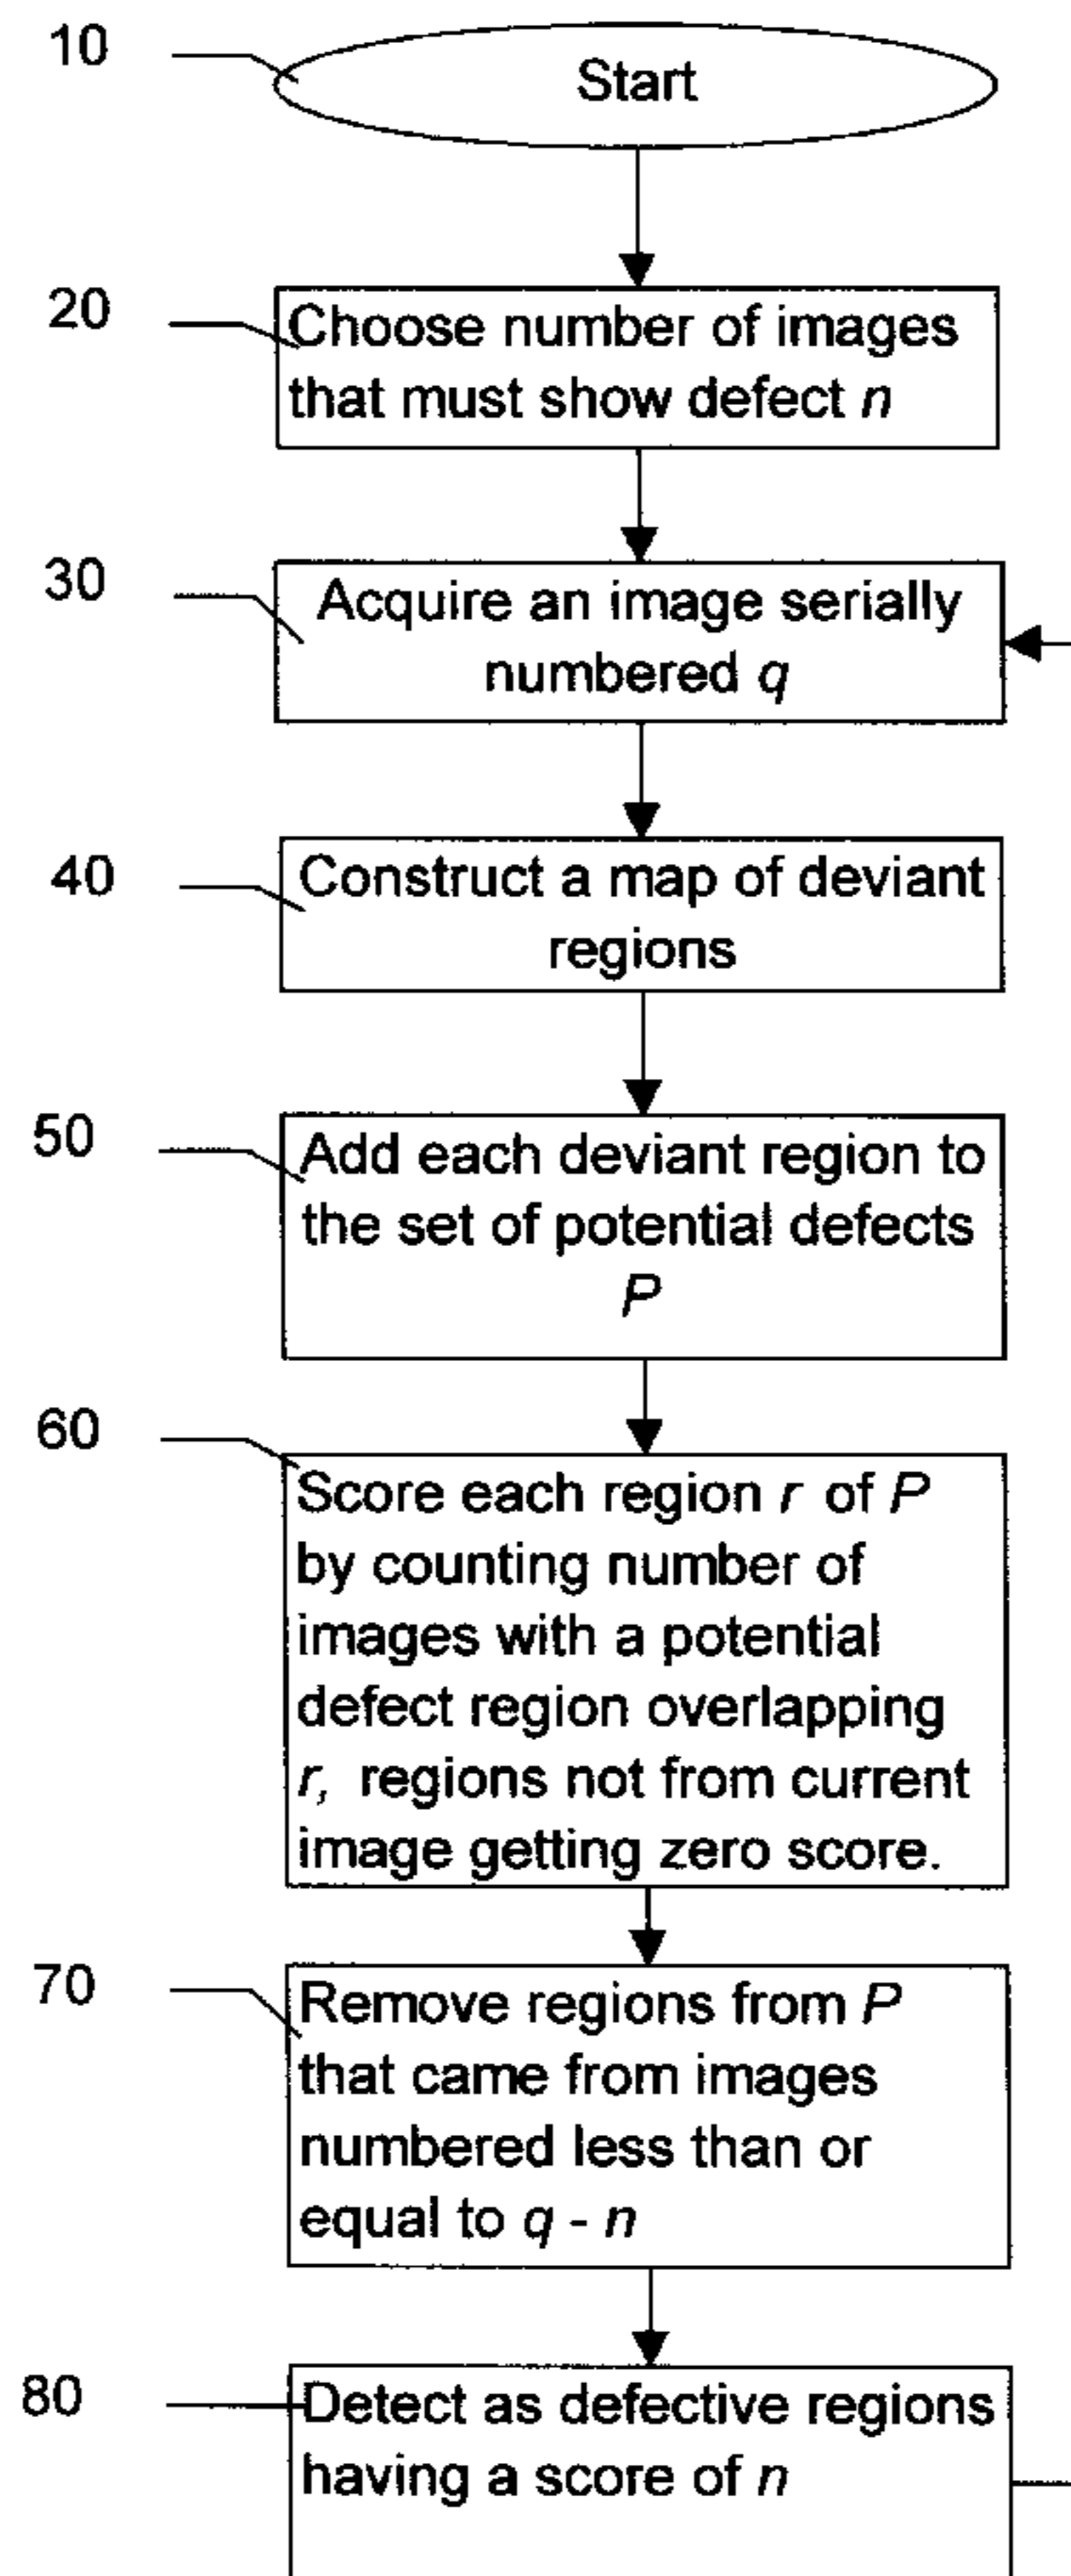 10
Start
20
Choose number of images
that must show defect n
30
Acquire an image serially
numbered q
40
Construct a map of deviant
regions
50
Add each deviant region to
the set of potential defects
P
60
Score each region r of P
by counting number of
images with a potential
defect region overlapping
r, regions not from current
image getting zero score.
70
Remove regions from P
that came from images
numbered less than or
equal to q - n
80
Detect as defective regions
having a score of n